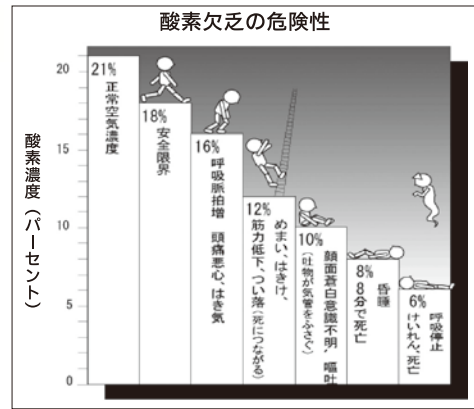 酸素欠乏の危険性
酸素濃度（パーセント）
20
15
10
5
0
21%
正常空気濃度
18%
安全限界
16%
呼吸脈拍増　頭痛悪心、はき気
12%
めまい、はきけ、
筋力低下、つい落（死につながる）
10%
顔面蒼白意識不明，嘔吐
（吐物が気管をふさぐ）
8%
昏睡
8分で死亡
6%
呼吸停止
けいれん、死亡